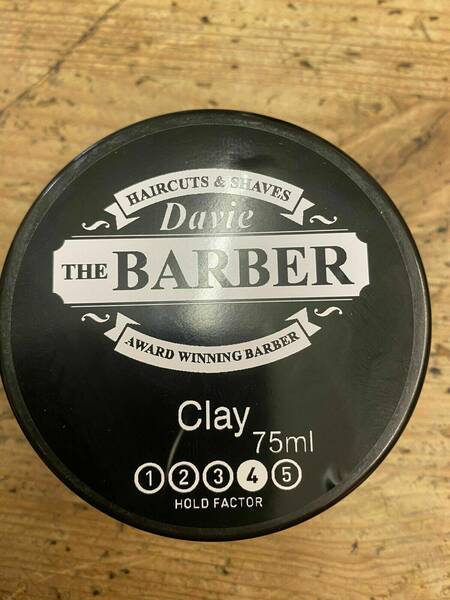 HAIRCUTS & SHAVES
Davie
THE BARBER
AWARD WINNING BARBER
Clay
75ml
1 2 3 4 5
HOLD FACTOR